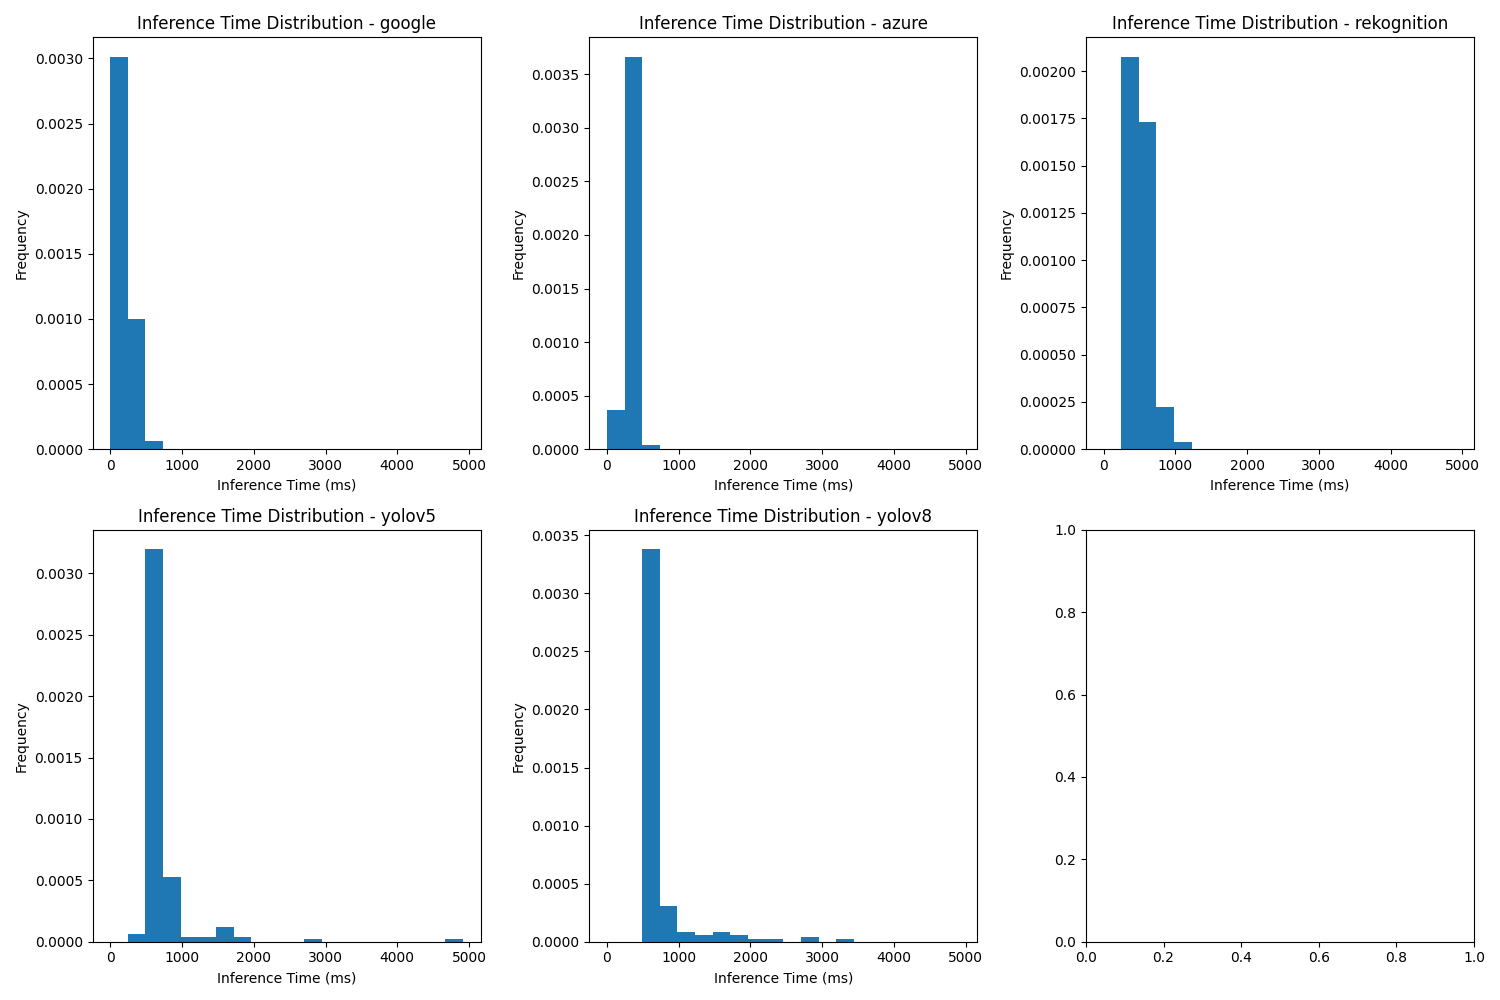 Inference Time Distribution - google
0.0030
0.0025
0.0020
0.0015
0.0010
0.0005
0.0000
Frequency
0 1000 2000 3000 4000 5000
Inference Time (ms)
Inference Time Distribution - azure
0.0035
0.0030
0.0025
0.0020
0.0015
0.0010
0.0005
0.0000
Frequency
0 1000 2000 3000 4000 5000
Inference Time (ms)
Inference Time Distribution - rekognition
0.00200
0.00175
0.00150
0.00125
0.00100
0.00075
0.00050
0.00025
0.00000
Frequency
0 1000 2000 3000 4000 5000
Inference Time (ms)
Inference Time Distribution - yolov5
0.0030
0.0025
0.0020
0.0015
0.0010
0.0005
0.0000
Frequency
0 1000 2000 3000 4000 5000
Inference Time (ms)
Inference Time Distribution - yolov8
0.0035
0.0030
0.0025
0.0020
0.0015
0.0010
0.0005
0.0000
Frequency
0 1000 2000 3000 4000 5000
Inference Time (ms)
1.0
0.8
0.6
0.4
0.2
0.0
0.0 0.2 0.4 0.6 0.8 1.0